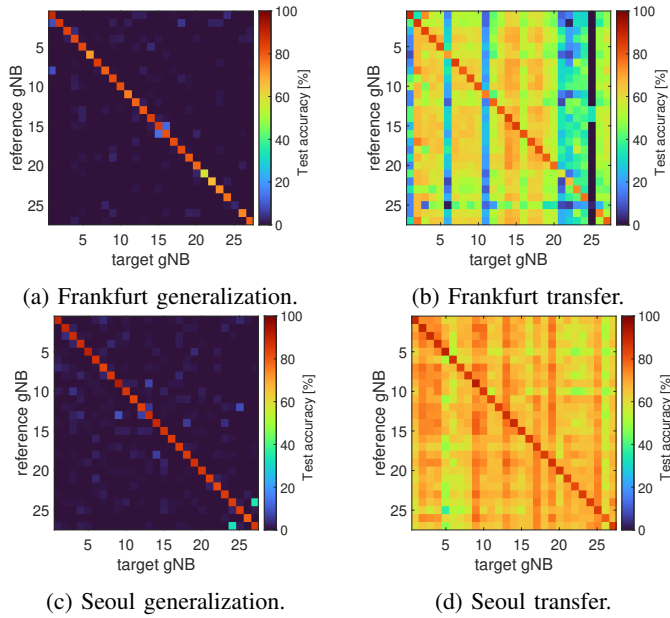 100
5
80
10
60
15
40
20
20
25
0
5 10 15 20 25
reference gNB
target gNB
Test accuracy [%]
(a) Frankfurt generalization.
100
5
80
10
60
15
40
20
20
25
0
5 10 15 20 25
reference gNB
target gNB
Test accuracy [%]
(b) Frankfurt transfer.
100
5
80
10
60
15
40
20
20
25
0
5 10 15 20 25
reference gNB
target gNB
Test accuracy [%]
(c) Seoul generalization.
100
5
80
10
60
15
40
20
20
25
0
5 10 15 20 25
reference gNB
target gNB
Test accuracy [%]
(d) Seoul transfer.